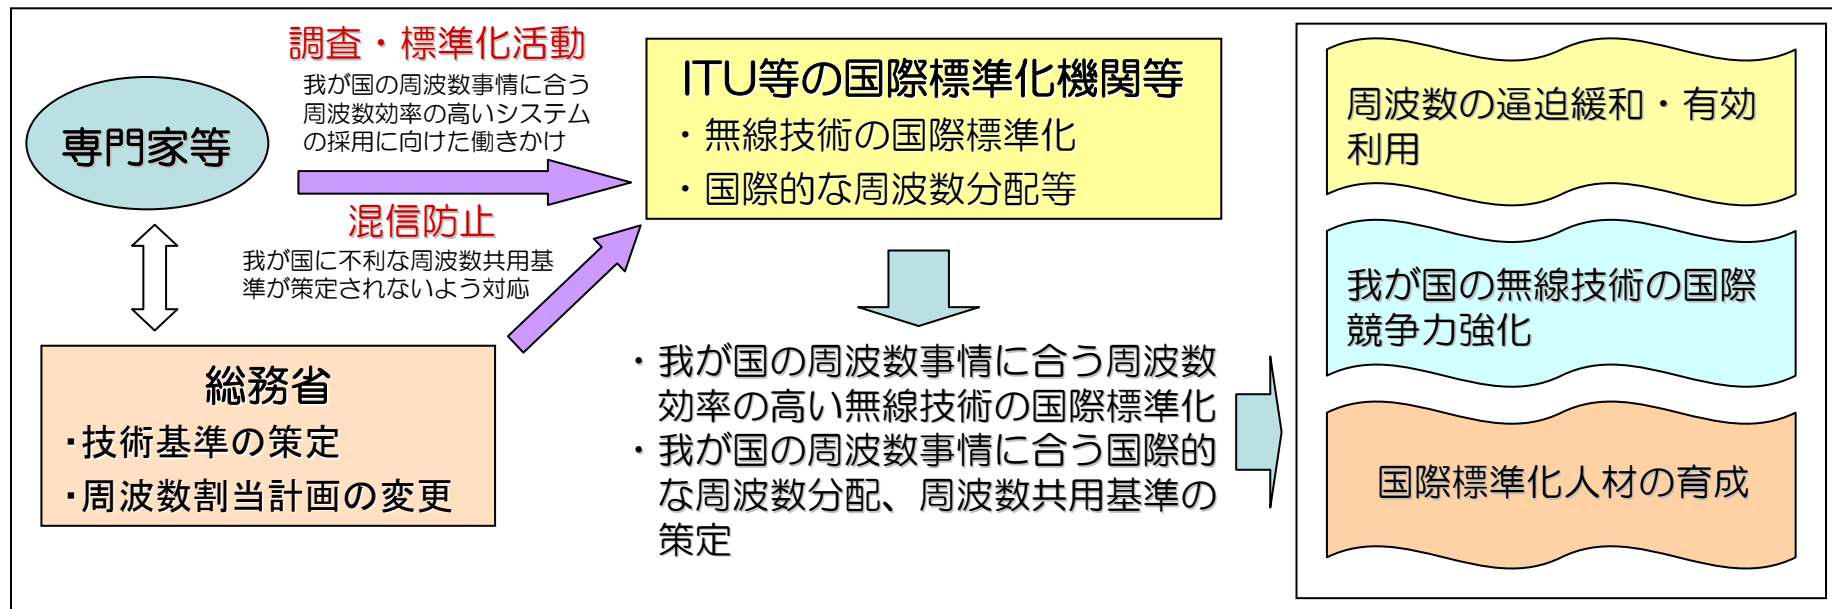 専門家等
調査・標準化活動
我が国の周波数事情に合う
周波数効率の高いシステム
の採用に向けた働きかけ
混信防止
我が国に不利な周波数共用基
準が策定されないよう対応
総務省
・技術基準の策定
・周波数割当計画の変更
ITU等の国際標準化機関等
・無線技術の国際標準化
・国際的な周波数分配等
・我が国の周波数事情に合う周波数
効率の高い無線技術の国際標準化
・我が国の周波数事情に合う国際的
な周波数分配、周波数共用基準の
策定
周波数の逼迫緩和・有効
利用
我が国の無線技術の国際
競争力強化
国際標準化人材の育成